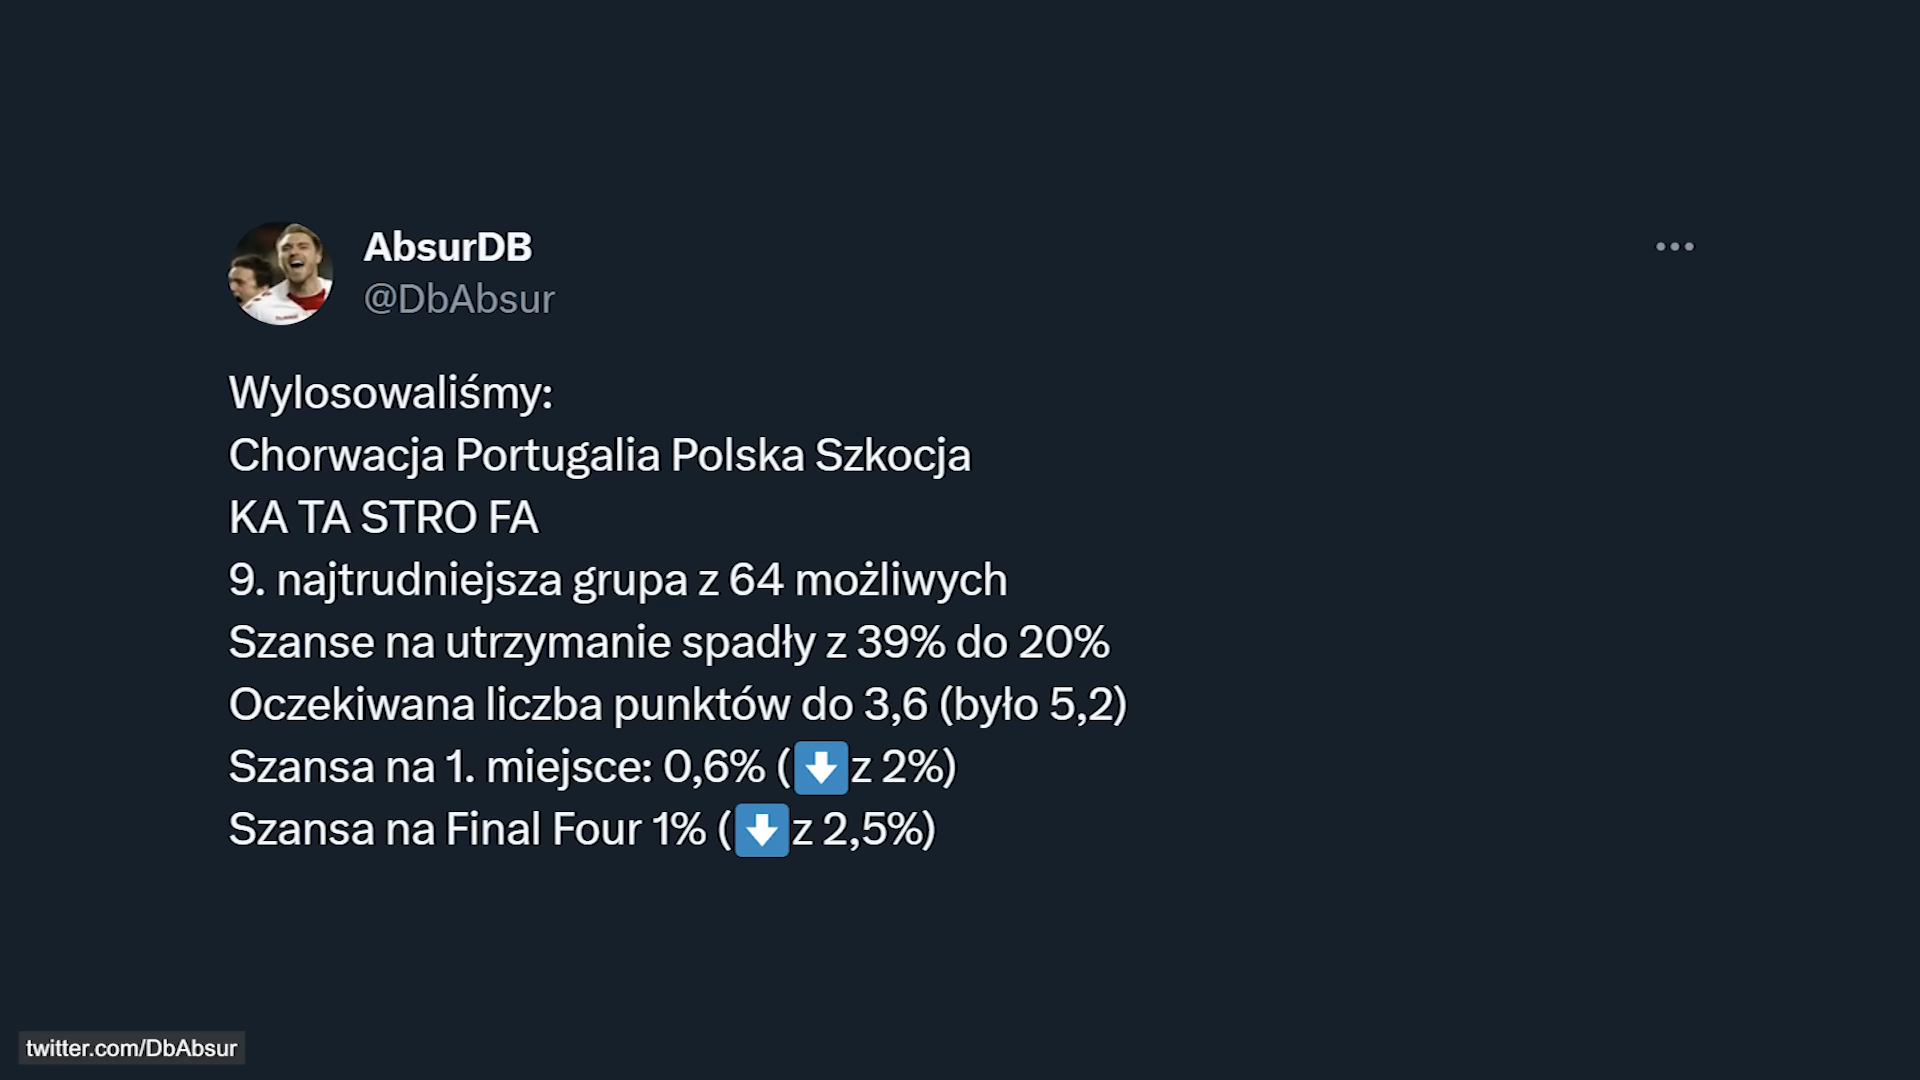 AbsurDB
@DbAbsur
Wylosowaliśmy:
Chorwacja Portugalia Polska Szkocja
KA TA STRO FA
9. najtrudniejsza grupa z 64 możliwych
Szanse na utrzymanie spadły z 39% do 20%
Oczekiwana liczba punktów do 3,6 (było 5,2)
Szansa na 1. miejsce: 0,6% (⬇️z 2%)
Szansa na Final Four 1% (⬇️z 2,5%)
twitter.com/DbAbsur